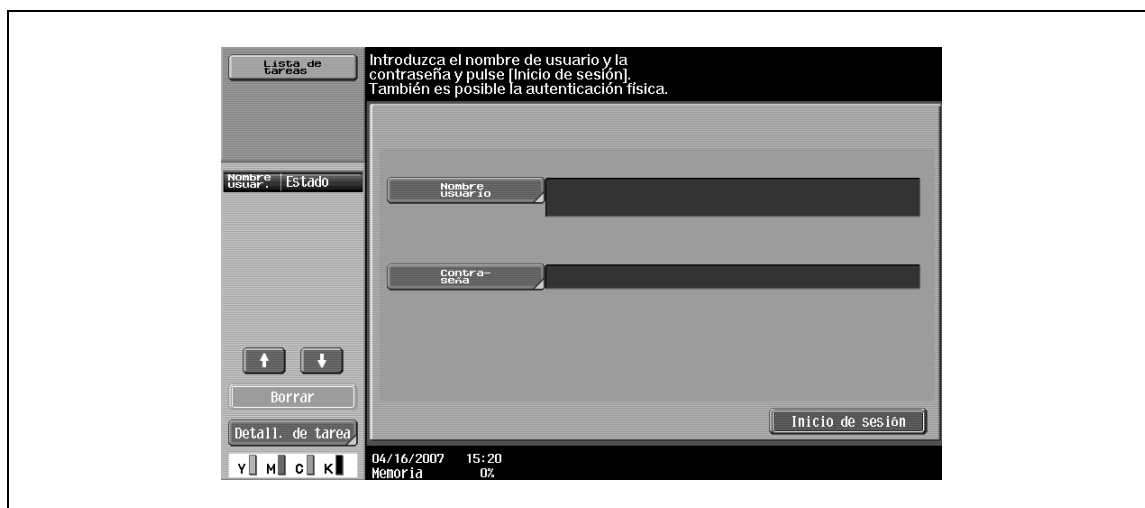 Lista de
tareas
Introduzca el nombre de usuario y la
contraseña y pulse [Inicio de sesión].
También es posible la autenticación física.
Nombre
usuar.
Estado
Nombre
usuario
Contra-
seña
Borrar
Detall. de tarea
Inicio de sesión
Y M C K
04/16/2007 15:20
Memoria 0%